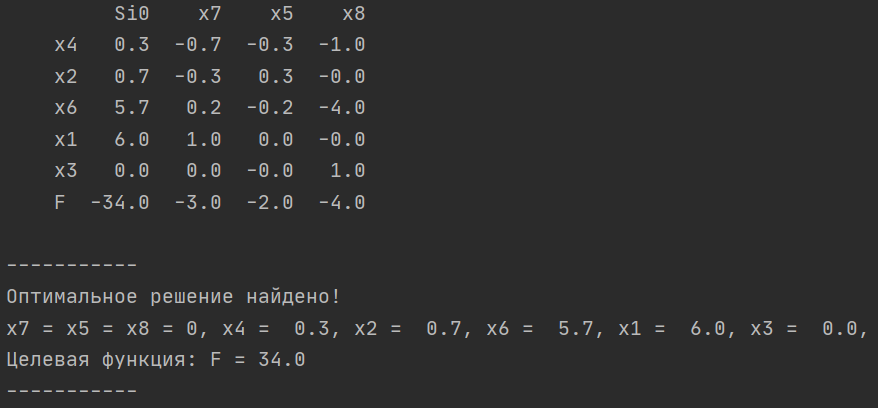 Si0 x7 x5 x8
x4 0.3 -0.7 -0.3 -1.0
x2 0.7 -0.3 0.3 -0.0
x6 5.7 0.2 -0.2 -4.0
x1 6.0 1.0 0.0 -0.0
x3 0.0 0.0 -0.0 1.0
F -34.0 -3.0 -2.0 -4.0
-----------
Оптимальное решение найдено!
x7 = x5 = x8 = 0, x4 =  0.3, x2 =  0.7, x6 =  5.7, x1 =  6.0, x3 =  0.0,
Целевая функция: F = 34.0
-----------